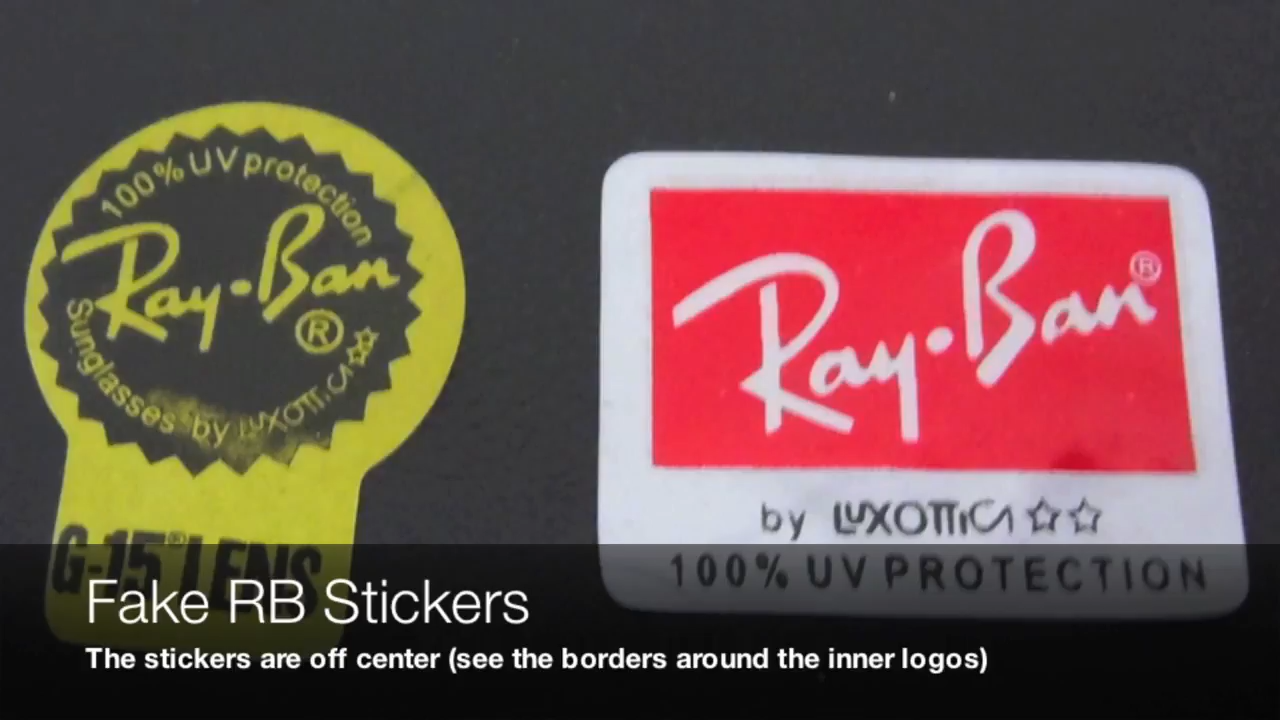 100% UV protection
Ray-Ban
®
Sunglasses by LUXOTTICA
G-15® LENS
Ray-Ban®
by LUXOTTICA
100% UV PROTECTION
Fake RB Stickers
The stickers are off center (see the borders around the inner logos)